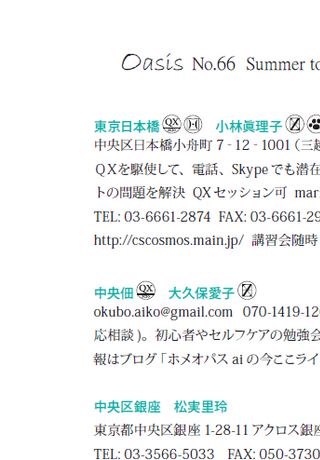 Oasis No.66 Summer to
東京日本橋 QX H 小林眞理子 Z
中央区日本橋小舟町 7 - 12 - 1001（三越
ＱＸを駆使して、電話、Skype でも潜在
トの問題を解決 QX セッション可 mar
TEL: 03-6661-2874 FAX: 03-6661-29
http://cscosmos.main.jp/ 講習会随時
中央佃 QX 大久保愛子 Z
okubo.aiko@gmail.com 070-1419-12
応相談 )。初心者やセルフケアの勉強会
報はブログ「ホメオパス ai の今ここライ
中央区銀座 松実里玲
東京都中央区銀座 1-28-11 アクロス銀座
TEL: 03-3566-5033 FAX: 050-3730